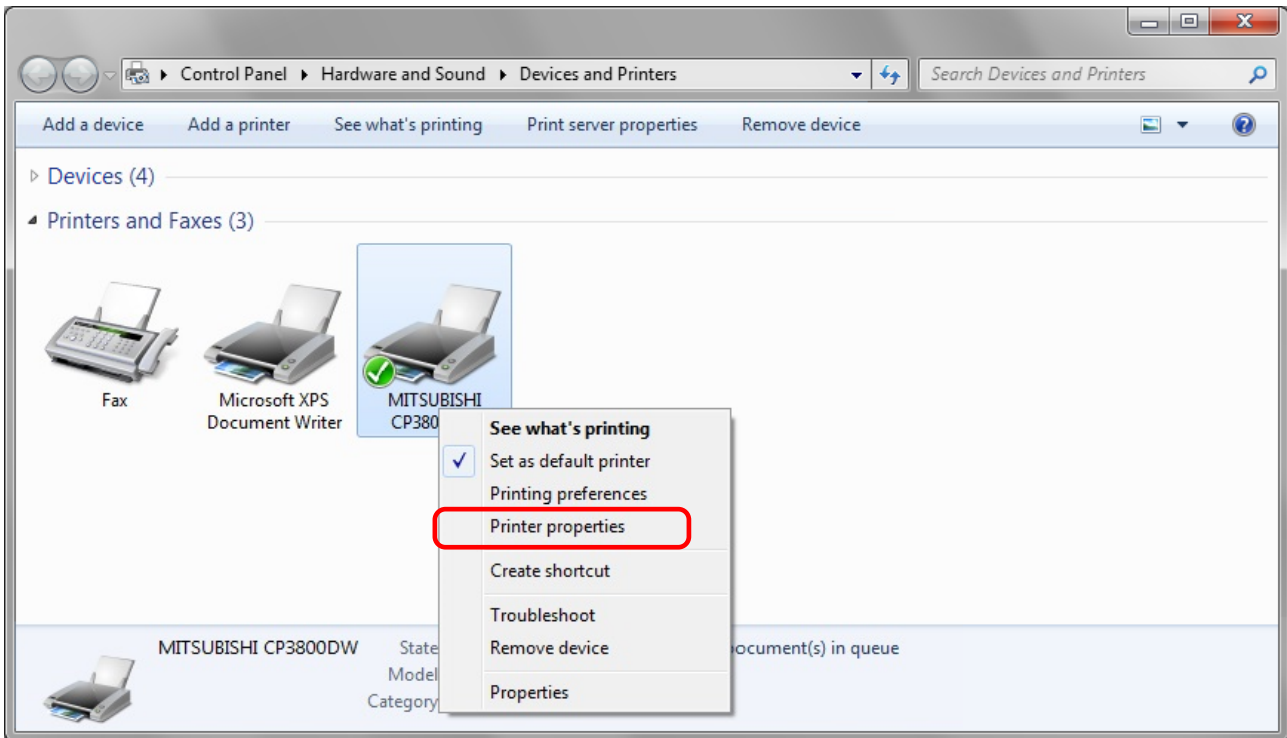 Control Panel Hardware and Sound Devices and Printers Search Devices and Printers
Add a device Add a printer See what's printing Print server properties Remove device
Devices (4)
Printers and Faxes (3)
Fax
Microsoft XPS
Document Writer
MITSUBISHI
CP380
See what's printing
Set as default printer
Printing preferences
Printer properties
Create shortcut
Troubleshoot
Remove device
Properties
MITSUBISHI CP3800DW State
Model
Category
document(s) in queue